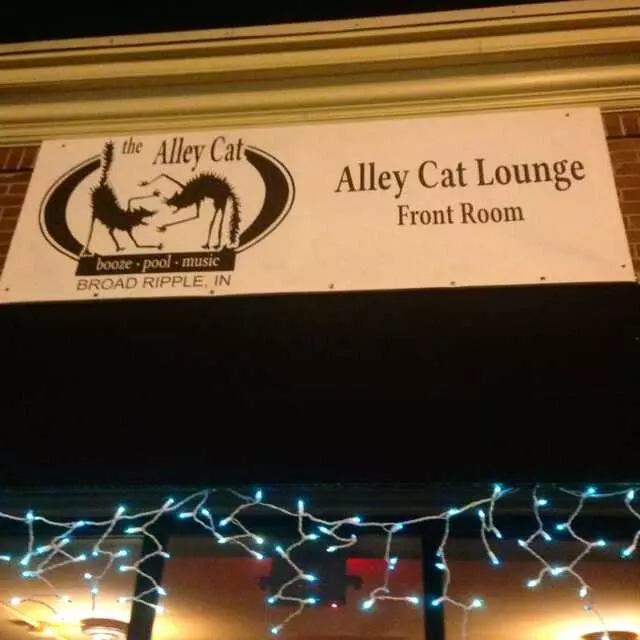 the Alley Cat
booze · pool · music
BROAD RIPPLE, IN
Alley Cat Lounge
Front Room